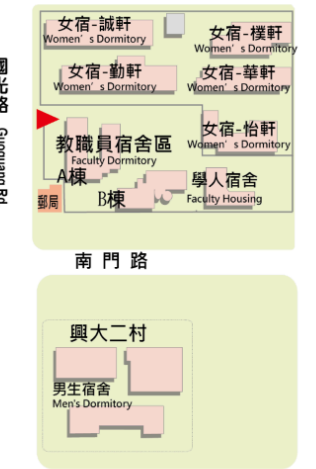 女宿-誠軒
Women's Dormitory
女宿-樸軒
Women's Dormitory
女宿-勤軒
Women's Dormitory
女宿-華軒
Women's Dormitory
國光路 Guoguang Rd
女宿-怡軒
Women's Dormitory
教職員宿舍區
Faculty Dormitory
A棟
B棟
學人宿舍
Faculty Housing
郵局
南門路
興大二村
男生宿舍
Men's Dormitory